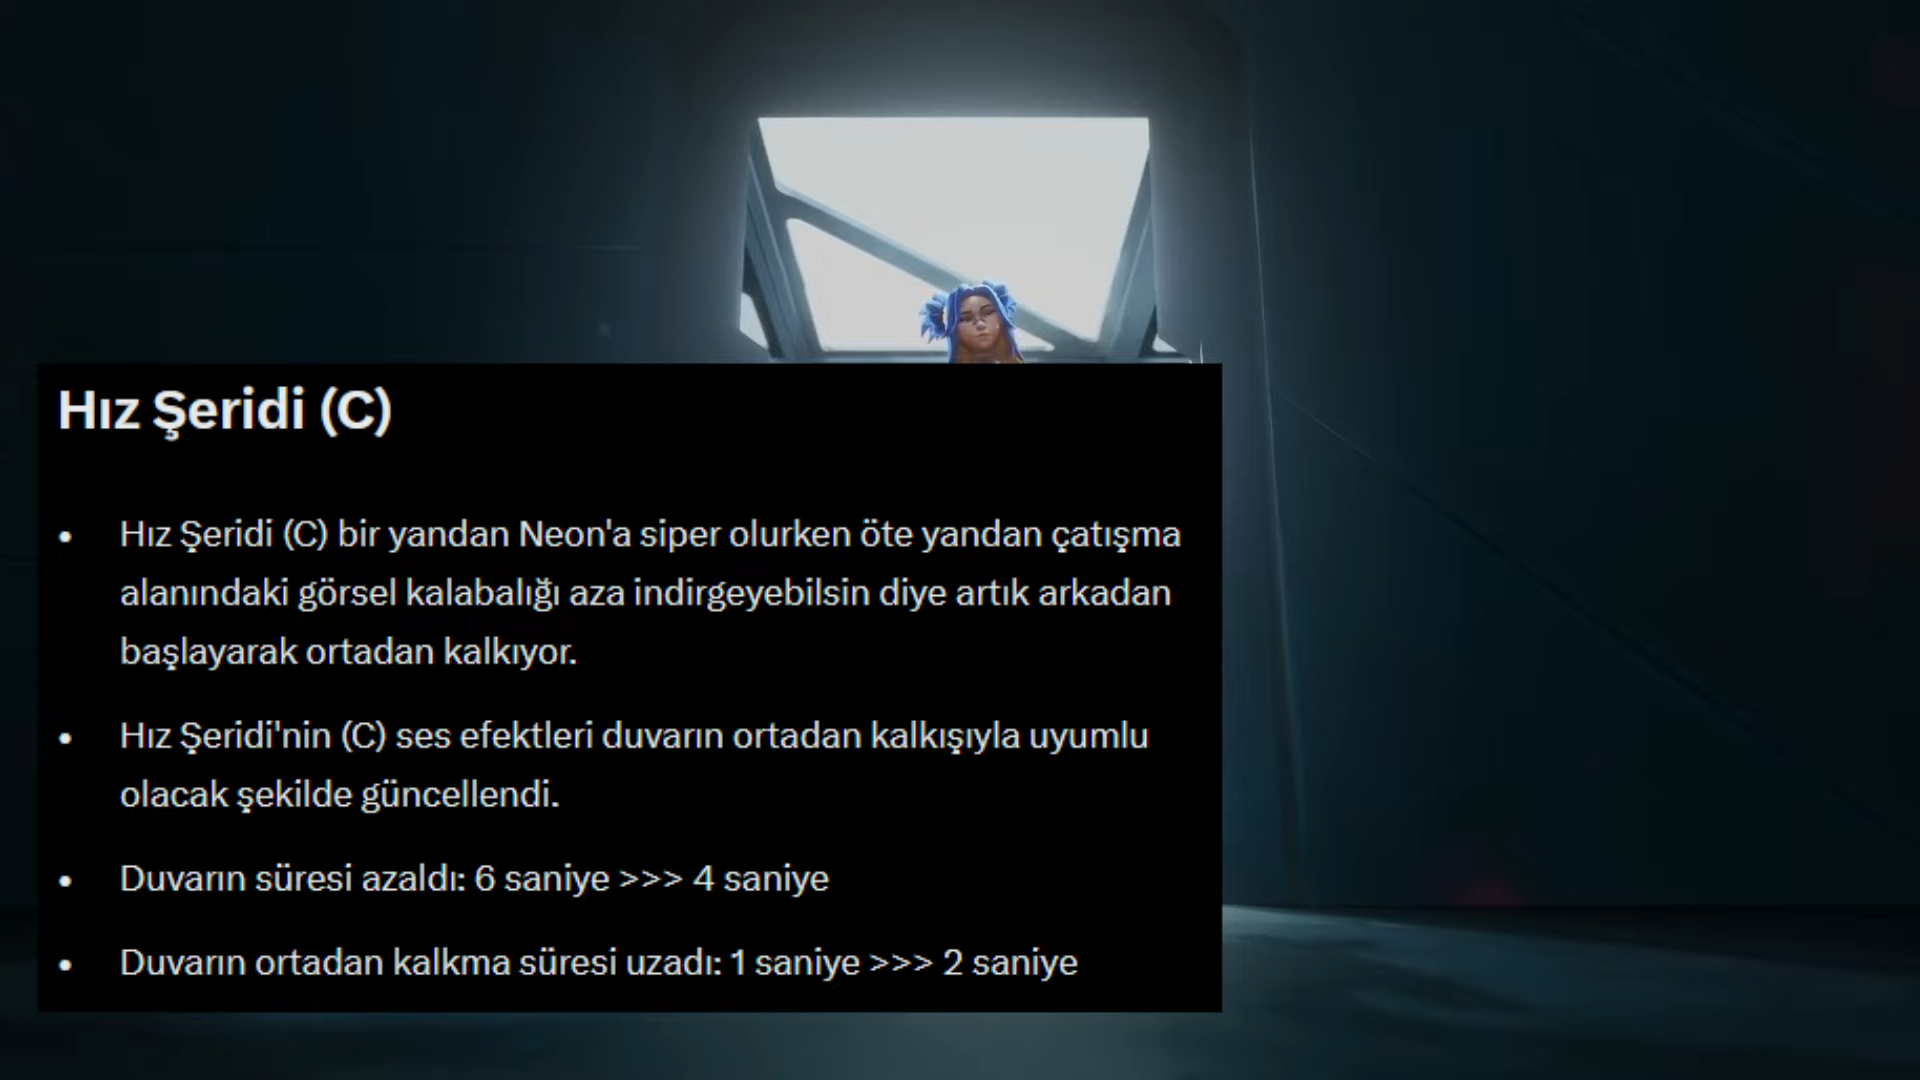 Hız Şeridi (C)
• Hız Şeridi (C) bir yandan Neon'a siper olurken öte yandan çatışma
alanındaki görsel kalabalığı aza indirgeyebilsin diye artık arkadan
başlayarak ortadan kalkıyor.
• Hız Şeridi'nin (C) ses efektleri duvarın ortadan kalkışıyla uyumlu
olacak şekilde güncellendi.
• Duvarın süresi azaldı: 6 saniye >>> 4 saniye
• Duvarın ortadan kalkma süresi uzadı: 1 saniye >>> 2 saniye